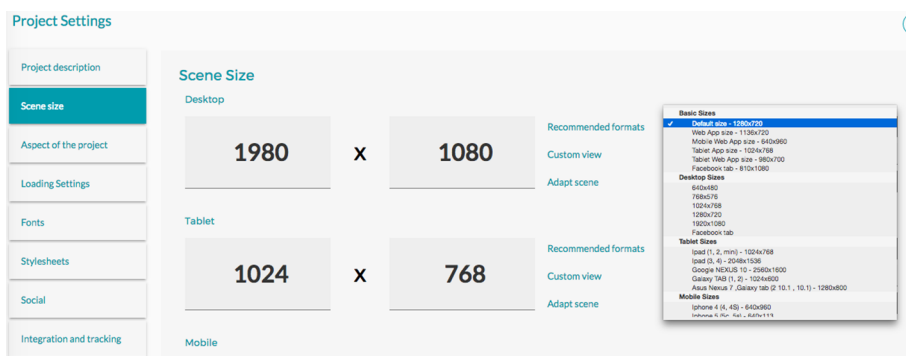 Project Settings
Project description
Scene size
Aspect of the project
Loading Settings
Fonts
Stylesheets
Social
Integration and tracking
Scene Size
Desktop
1980 X 1080
Recommended formats
Custom view
Adapt scene
Tablet
1024 X 768
Recommended formats
Custom view
Adapt scene
Mobile
Basic Sizes
✓ Default size - 1280x720
Web App size - 1136x720
Mobile Web App size - 640x960
Tablet App size - 1024x768
Tablet Web App size - 980x700
Facebook tab - 810x1080
Desktop Sizes
640x480
768x576
1024x768
1280x720
1920x1080
Facebook tab
Tablet Sizes
Ipad (1, 2, mini) - 1024x768
Ipad (3, 4) - 2048x1536
Google NEXUS 10 - 2560x1600
Galaxy TAB (1, 2) - 1024x600
Asus Nexus 7 ,Galaxy tab (2 10.1 , 10.1) - 1280x800
Mobile Sizes
Iphone 4 (4, 4S) - 640x960
Iphone 5 (5c, 5s) - 640x113